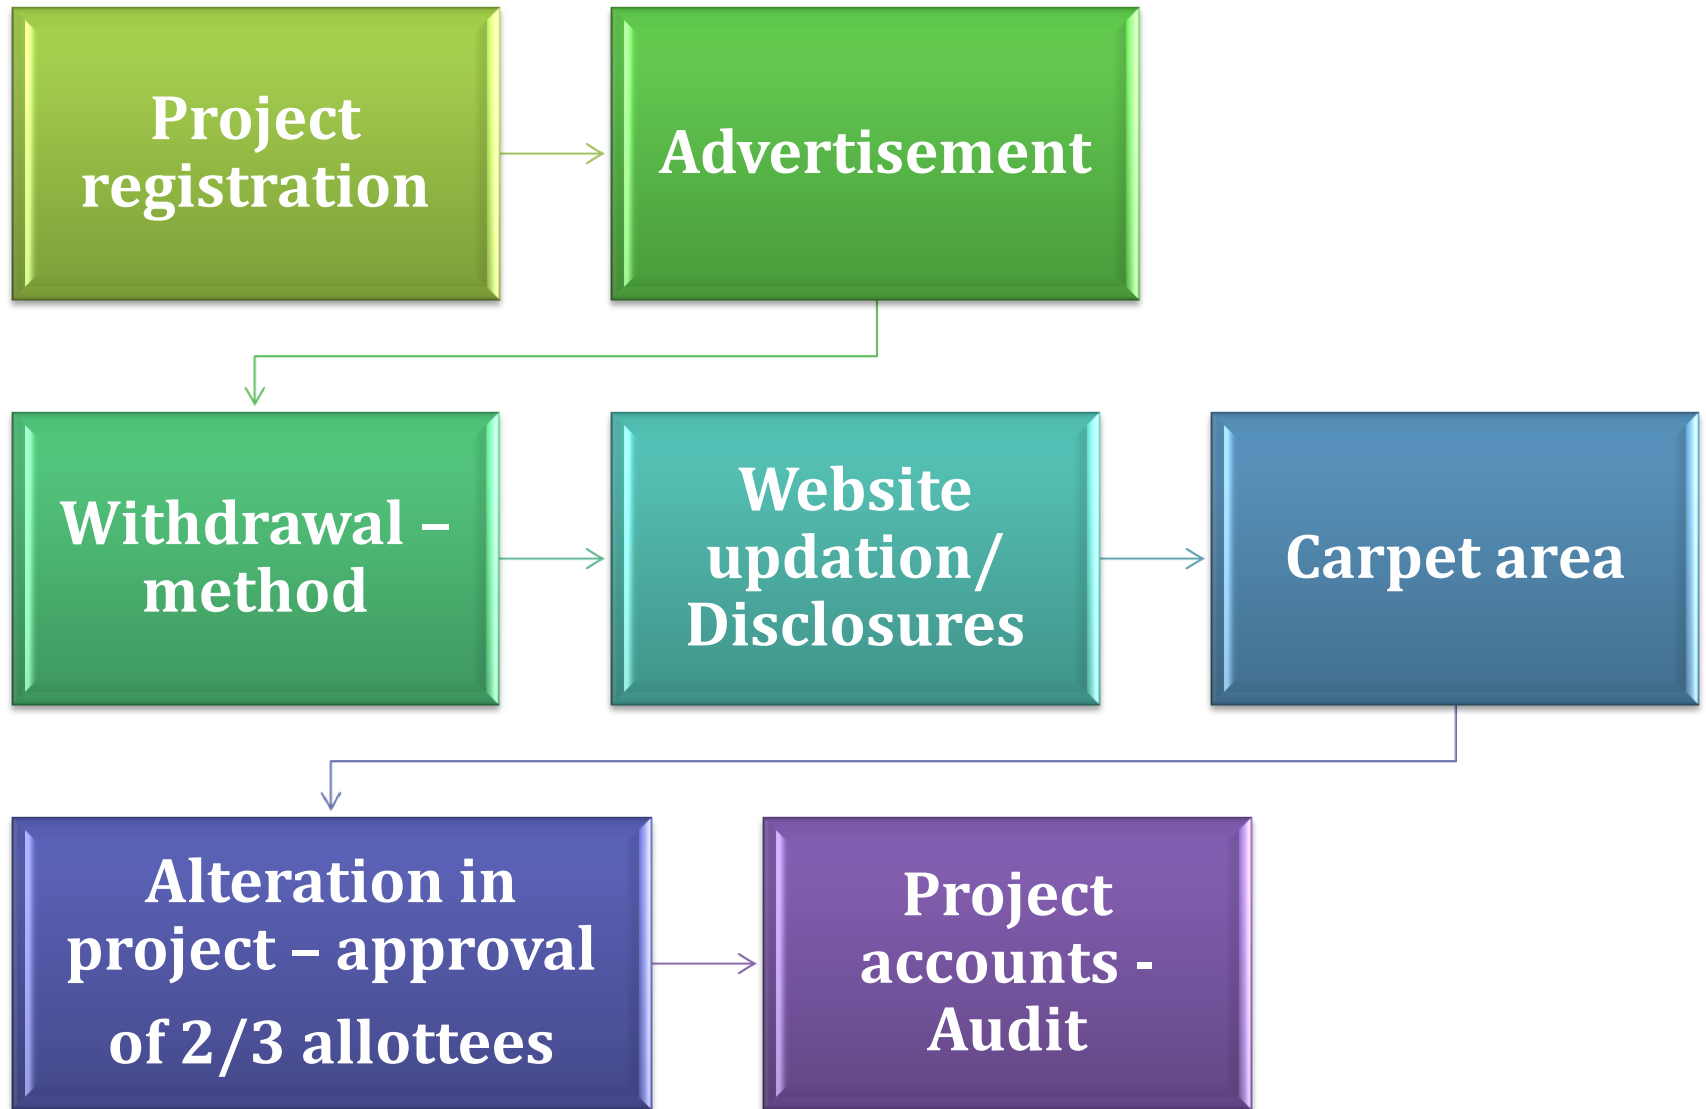 Project
registration
Advertisement
Withdrawal –
method
Website
updation/
Disclosures
Carpet area
Alteration in
project – approval
of 2/3 allottees
Project
accounts -
Audit